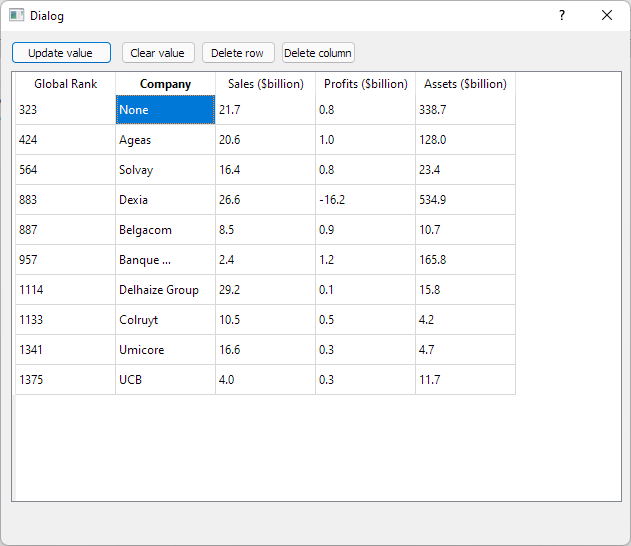 Dialog ?
Update value Clear value Delete row Delete column
Global Rank Company Sales ($billion) Profits ($billion) Assets ($billion)
323 None 21.7 0.8 338.7
424 Ageas 20.6 1.0 128.0
564 Solvay 16.4 0.8 23.4
883 Dexia 26.6 -16.2 534.9
887 Belgacom 8.5 0.9 10.7
957 Banque ... 2.4 1.2 165.8
1114 Delhaize Group 29.2 0.1 15.8
1133 Colruyt 10.5 0.5 4.2
1341 Umicore 16.6 0.3 4.7
1375 UCB 4.0 0.3 11.7